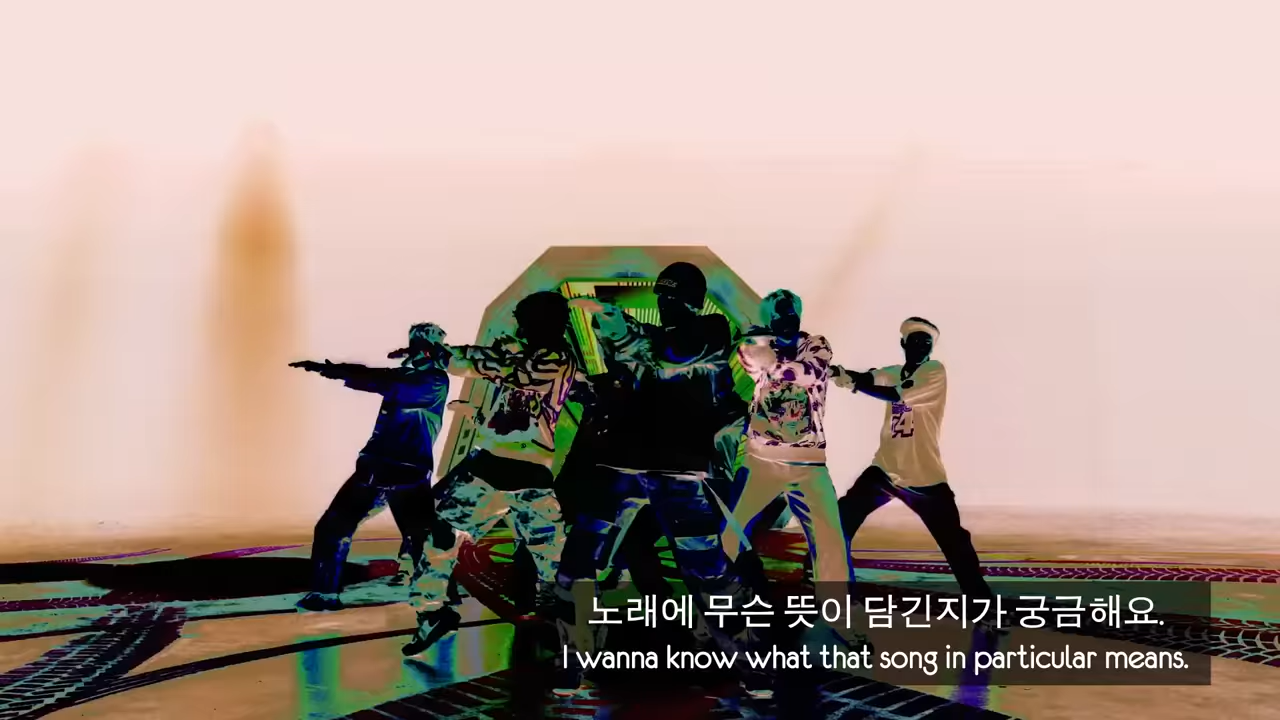 노래에 무슨 뜻이 담긴지가 궁금해요.
I wanna know what that song in particular means.